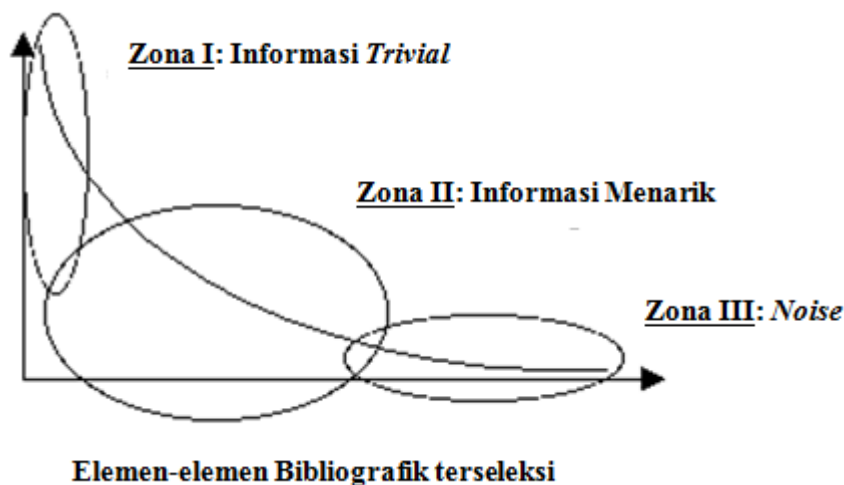 Zona I: Informasi Trivial
Zona II: Informasi Menarik
Zona III: Noise
Elemen-elemen Bibliografik terseleksi